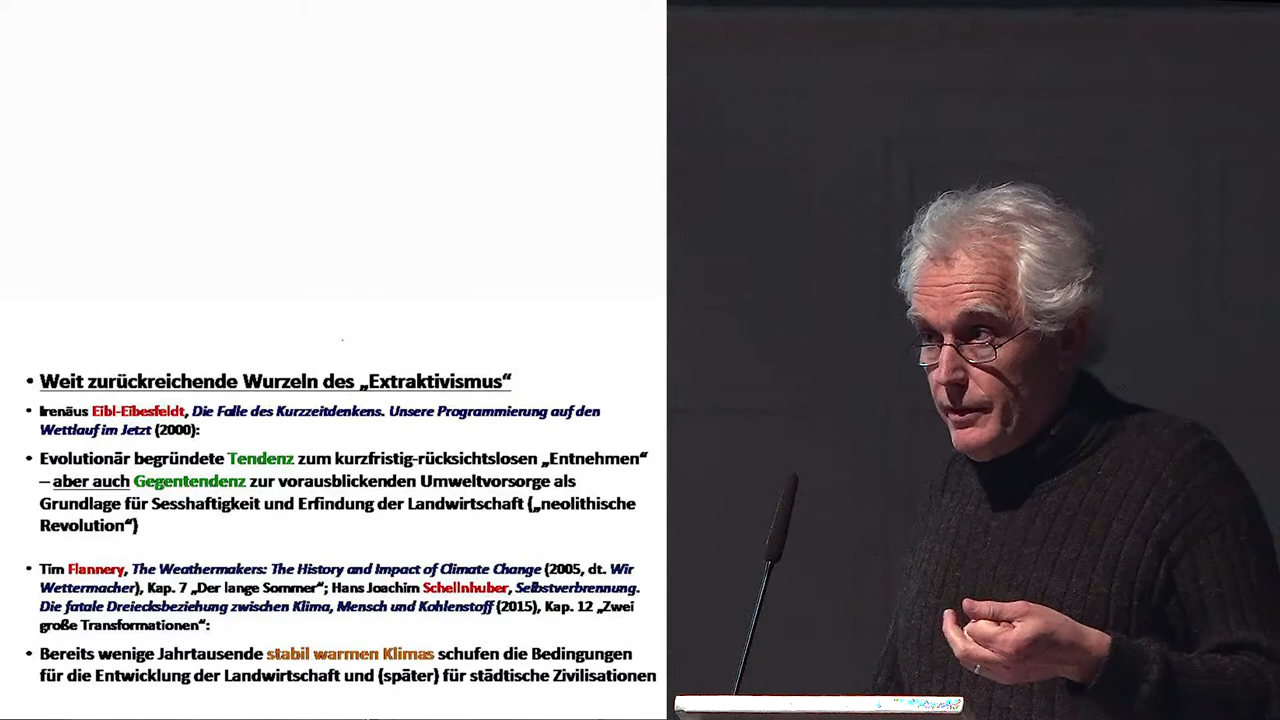 • Weit zurückreichende Wurzeln des „Extraktivismus“
• Irenäus Eibl-Eibesfeldt, Die Falle des Kurzzeitdenkens. Unsere Programmierung auf den
Wettlauf im Jetzt (2000):
• Evolutionär begründete Tendenz zum kurzfristig-rücksichtslosen „Entnehmen“
– aber auch Gegentendenz zur vorausblickenden Umweltvorsorge als
Grundlage für Sesshaftigkeit und Erfindung der Landwirtschaft („neolithische
Revolution“)
• Tim Flannery, The Weathermakers: The History and Impact of Climate Change (2005, dt. Wir
Wettermacher), Kap. 7 „Der lange Sommer“; Hans Joachim Schellnhuber, Selbstverbrennung.
Die fatale Dreiecksbeziehung zwischen Klima, Mensch und Kohlenstoff (2015), Kap. 12 „Zwei
große Transformationen“:
• Bereits wenige Jahrtausende stabil warmen Klimas schufen die Bedingungen
für die Entwicklung der Landwirtschaft und (später) für städtische Zivilisationen